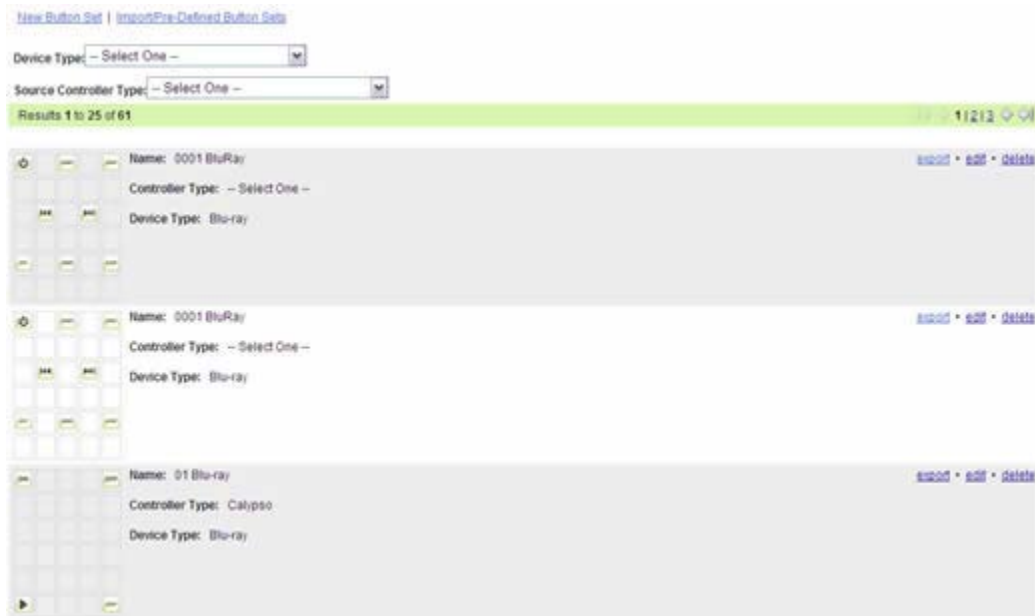 New Button Set | Import/Pre-Defined Button Sets
Device Type: -- Select One --
Source Controller Type: -- Select One --
Results 1 to 25 of 61 1 | 2 | 3
Name: 0001 BluRay export • edit • delete
Controller Type: -- Select One --
Device Type: Blu-ray
Name: 0001 BluRay export • edit • delete
Controller Type: -- Select One --
Device Type: Blu-ray
Name: 01 Blu-ray export • edit • delete
Controller Type: Calypso
Device Type: Blu-ray